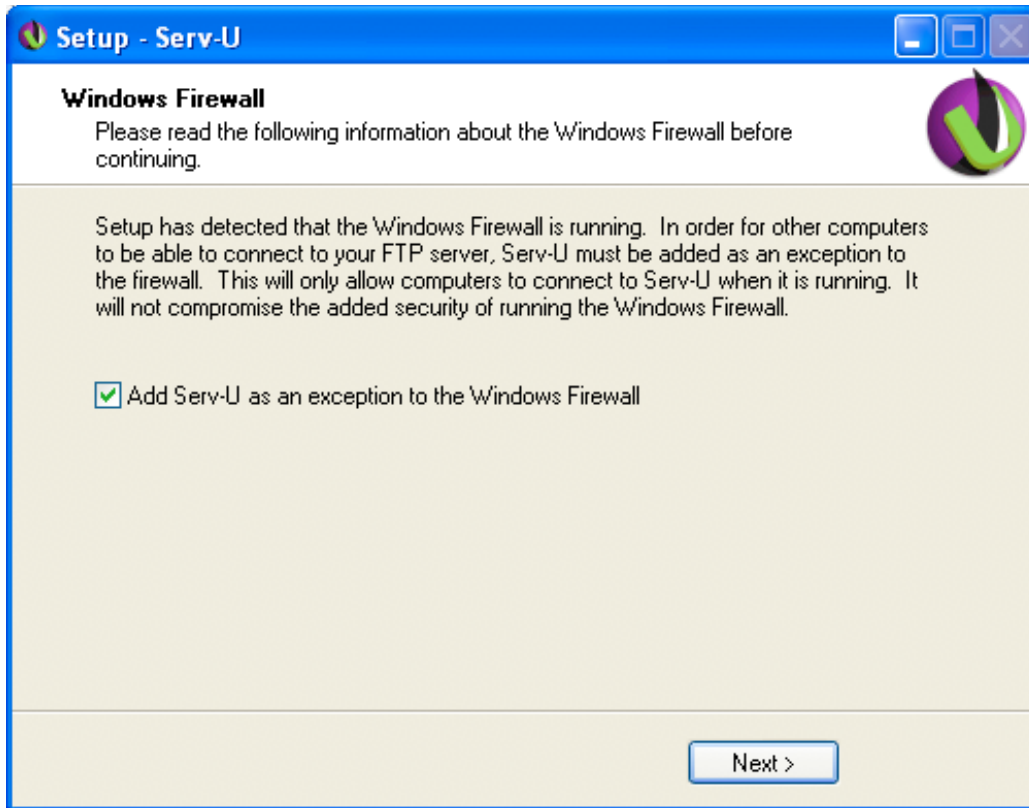 Setup - Serv-U
Windows Firewall
Please read the following information about the Windows Firewall before
continuing.
Setup has detected that the Windows Firewall is running.  In order for other computers
to be able to connect to your FTP server, Serv-U must be added as an exception to
the firewall.  This will only allow computers to connect to Serv-U when it is running.  It
will not compromise the added security of running the Windows Firewall.
Add Serv-U as an exception to the Windows Firewall
Next >